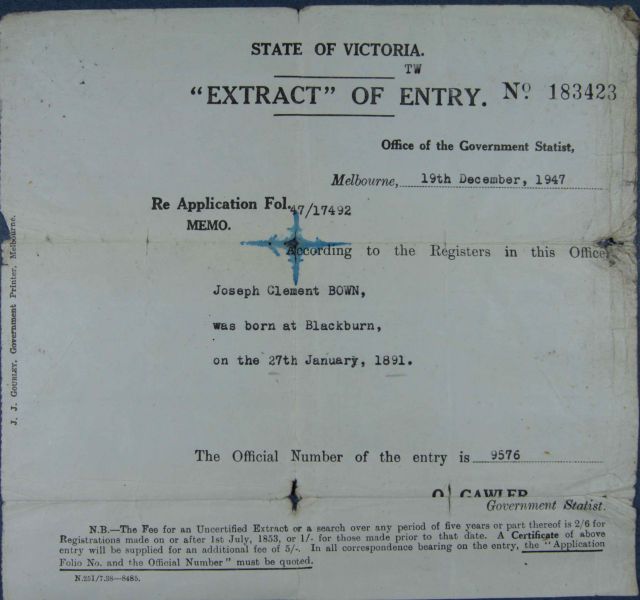 STATE OF VICTORIA.
TW
"EXTRACT" OF ENTRY. No 183423
Office of the Government Statist,
Melbourne, 19th December, 1947
Re Application Fol. 47/17492
MEMO.
According to the Registers in this Office
Joseph Clement BOWN,
was born at Blackburn,
on the 27th January, 1891.
The Official Number of the entry is 9576
O. GAWLER
Government Statist.
N.B.—The Fee for an Uncertified Extract or a search over any period of five years or part thereof is 2/6 for
Registrations made on or after 1st July, 1853, or 1/- for those made prior to that date. A Certificate of above
entry will be supplied for an additional fee of 5/-. In all correspondence bearing on the entry, the "Application
Folio No. and the Official Number" must be quoted.
N.251/7.38—8485.
J. J. GOURLEY, Government Printer, Melbourne.